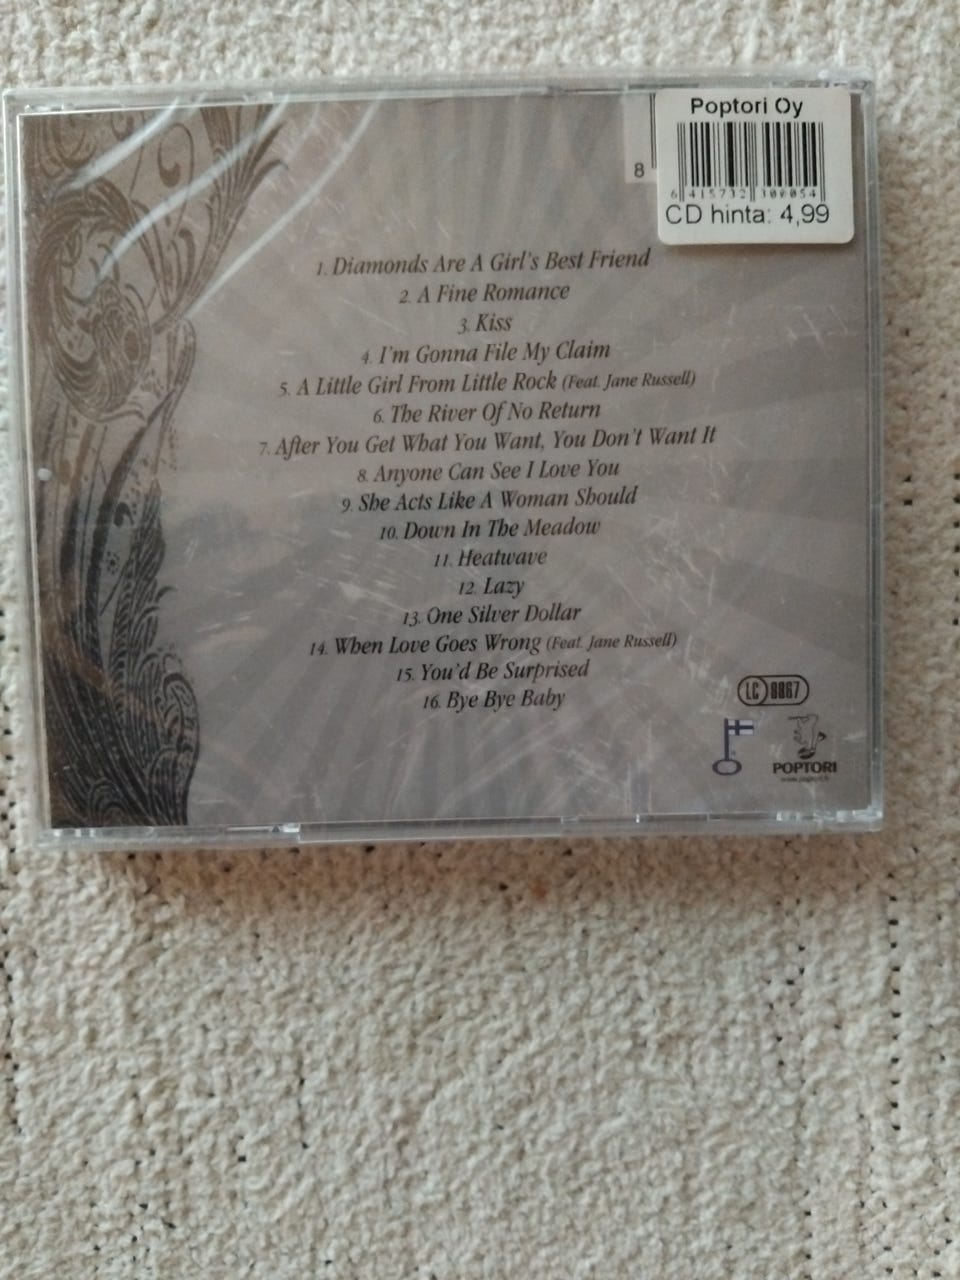 Poptori Oy
8
6 415732 300054
CD hinta: 4,99
1. Diamonds Are A Girl's Best Friend
2. A Fine Romance
3. Kiss
4. I'm Gonna File My Claim
5. A Little Girl From Little Rock (Feat. Jane Russell)
6. The River Of No Return
7. After You Get What You Want, You Don't Want It
8. Anyone Can See I Love You
9. She Acts Like A Woman Should
10. Down In The Meadow
11. Heatwave
12. Lazy
13. One Silver Dollar
14. When Love Goes Wrong (Feat. Jane Russell)
15. You'd Be Surprised
16. Bye Bye Baby
LC 8867
POPTORI